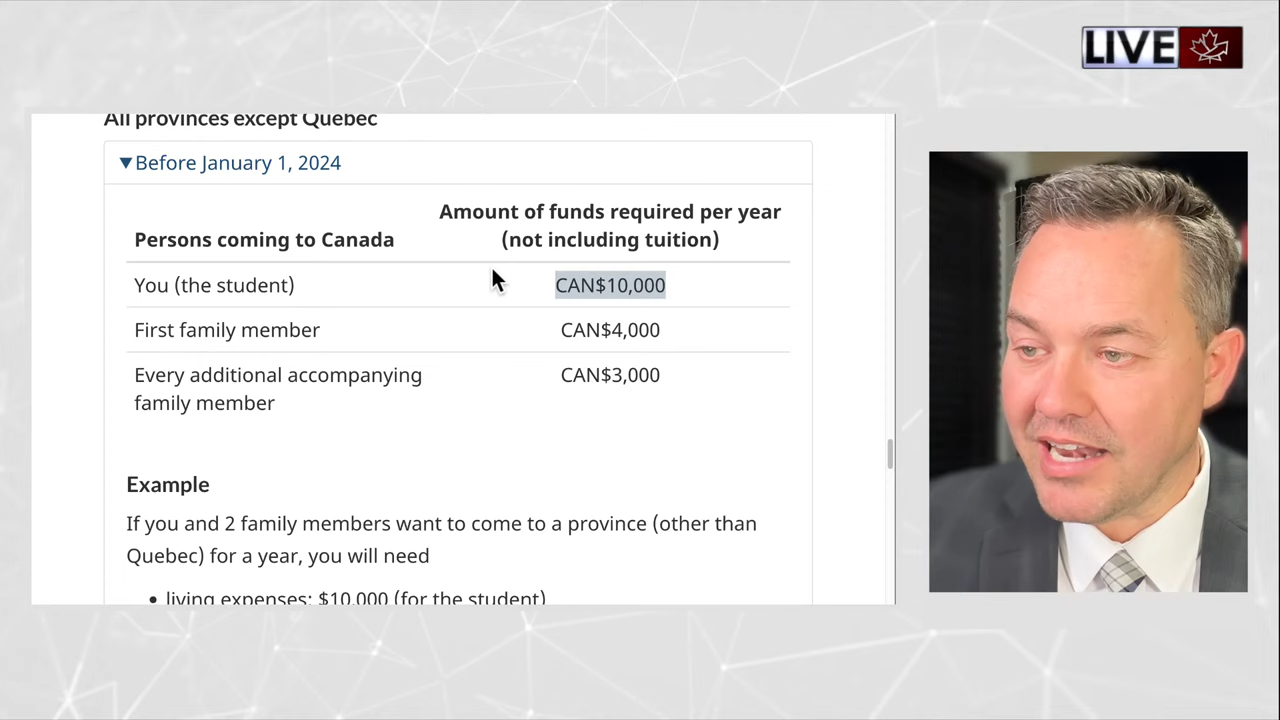 LIVE
All provinces except Quebec
▼Before January 1, 2024
Amount of funds required per year
Persons coming to Canada (not including tuition)
You (the student) CAN$10,000
First family member CAN$4,000
Every additional accompanying CAN$3,000
family member
Example
If you and 2 family members want to come to a province (other than
Quebec) for a year, you will need
• living expenses: $10,000 (for the student)